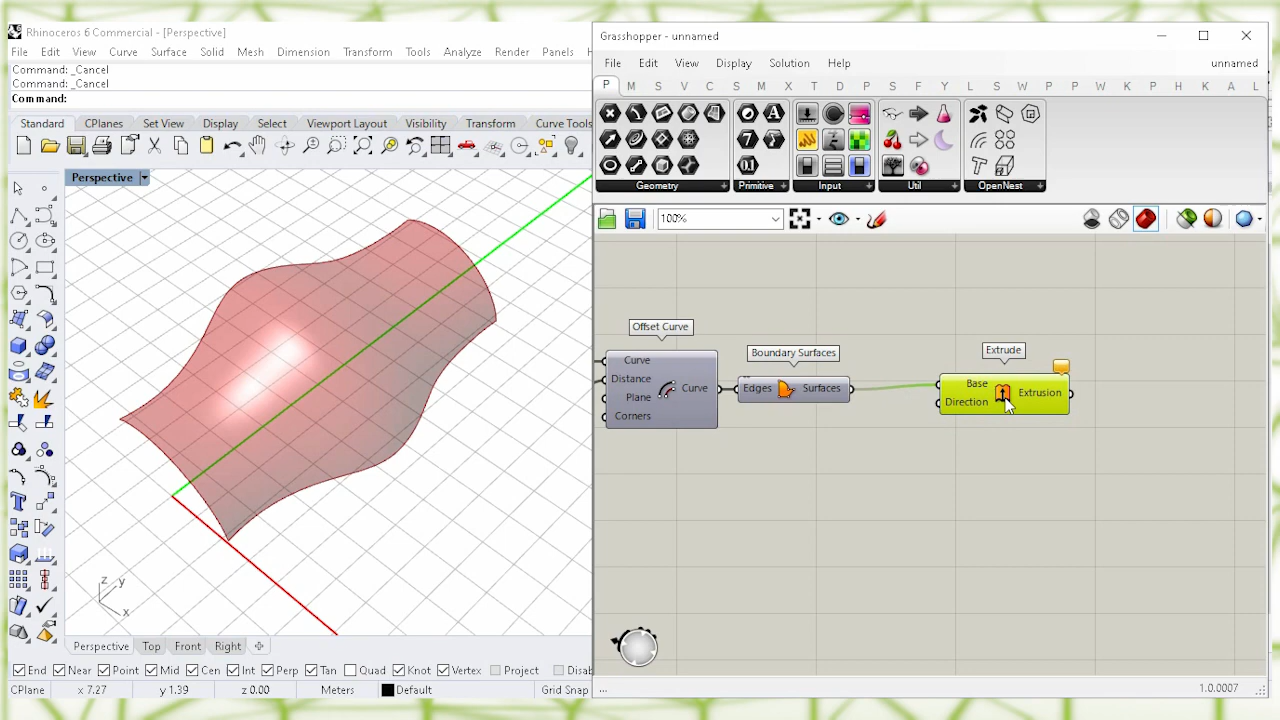 Rhinoceros 6 Commercial - [Perspective]
File Edit View Curve Surface Solid Mesh Dimension Transform Tools Analyze Render Panels
Command: _Cancel
Command: _Cancel
Command:
Standard CPlanes Set View Display Select Viewport Layout Visibility Transform Curve Tools
Perspective
z
y
x
Perspective Top Front Right
End Near Point Mid Cen Int Perp Tan Quad Knot Vertex Project Disab
CPlane x 7.27 y 1.39 z 0.00 Meters Default Grid Snap
Grasshopper - unnamed
File Edit View Display Solution Help unnamed
P M S V C S M X T D P S F Y L S W K P P H K A L
Geometry Primitive Input Util OpenNest
100%
Offset Curve
Curve
Distance
Plane
Corners
Curve
Boundary Surfaces
Edges Surfaces
Extrude
Base
Direction
Extrusion
... 1.0.0007